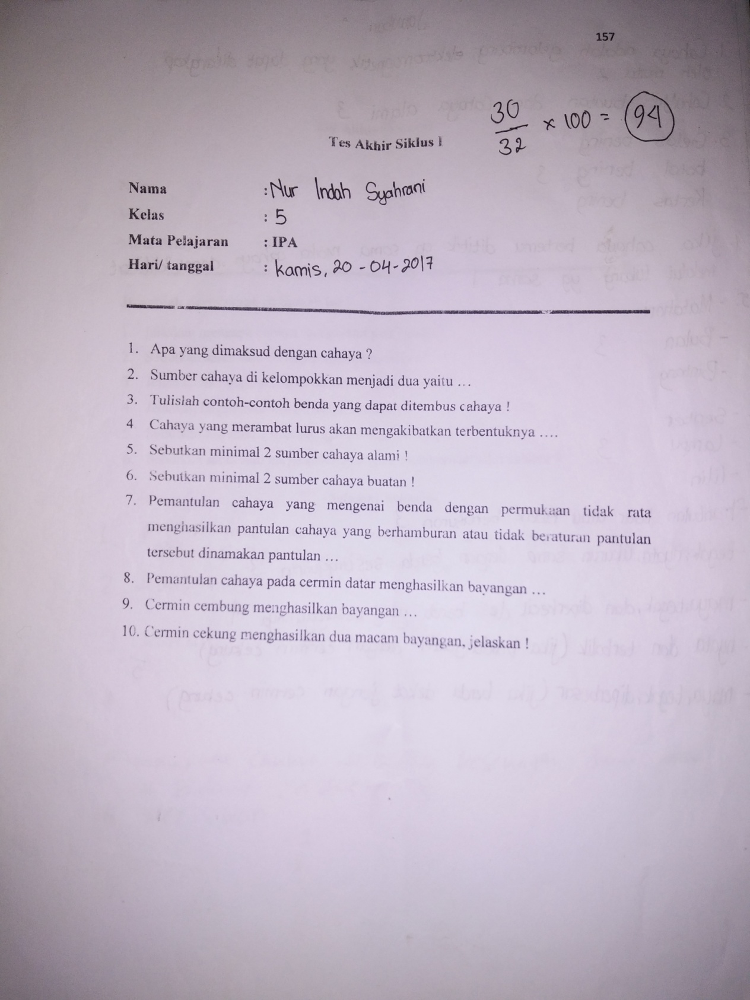 157
30/32 x 100 = 94
Tes Akhir Siklus I
Nama : Nur Indah Syahrani
Kelas : 5
Mata Pelajaran : IPA
Hari/ tanggal : Kamis, 20-04-2017
1. Apa yang dimaksud dengan cahaya ?
2. Sumber cahaya di kelompokkan menjadi dua yaitu ...
3. Tulislah contoh-contoh benda yang dapat ditembus cahaya !
4 Cahaya yang merambat lurus akan mengakibatkan terbentuknya ....
5. Sebutkan minimal 2 sumber cahaya alami !
6. Sebutkan minimal 2 sumber cahaya buatan !
7. Pemantulan cahaya yang mengenai benda dengan permukaan tidak rata
menghasilkan pantulan cahaya yang berhamburan atau tidak beraturan pantulan
tersebut dinamakan pantulan ...
8. Pemantulan cahaya pada cermin datar menghasilkan bayangan ...
9. Cermin cembung menghasilkan bayangan ...
10. Cermin cekung menghasilkan dua macam bayangan, jelaskan !